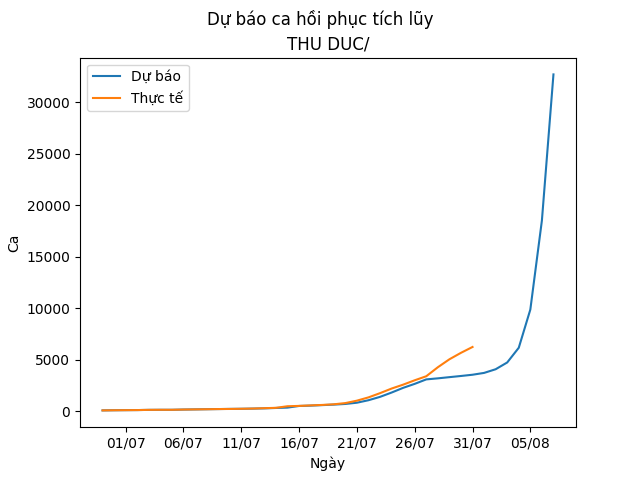 Dự báo ca hồi phục tích lũy
THU DUC/
Dự báo
Thực tế
30000
25000
20000
15000
10000
5000
0
Ca
01/07 06/07 11/07 16/07 21/07 26/07 31/07 05/08
Ngày